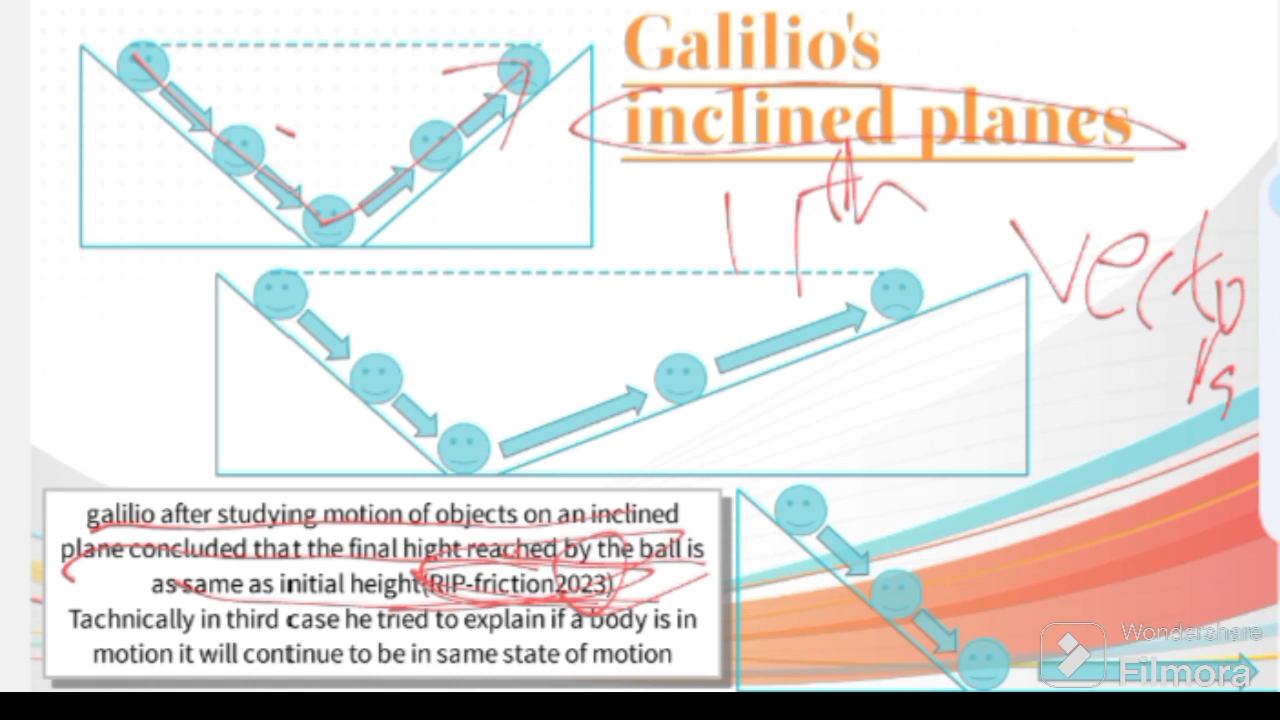 Galilio's
inclined planes
11th
vectors
galilio after studying motion of objects on an inclined
plane concluded that the final hight reached by the ball is
as same as initial height(RIP-friction2023)
Tachnically in third case he tried to explain if a body is in
motion it will continue to be in same state of motion
Wondershare
Filmora